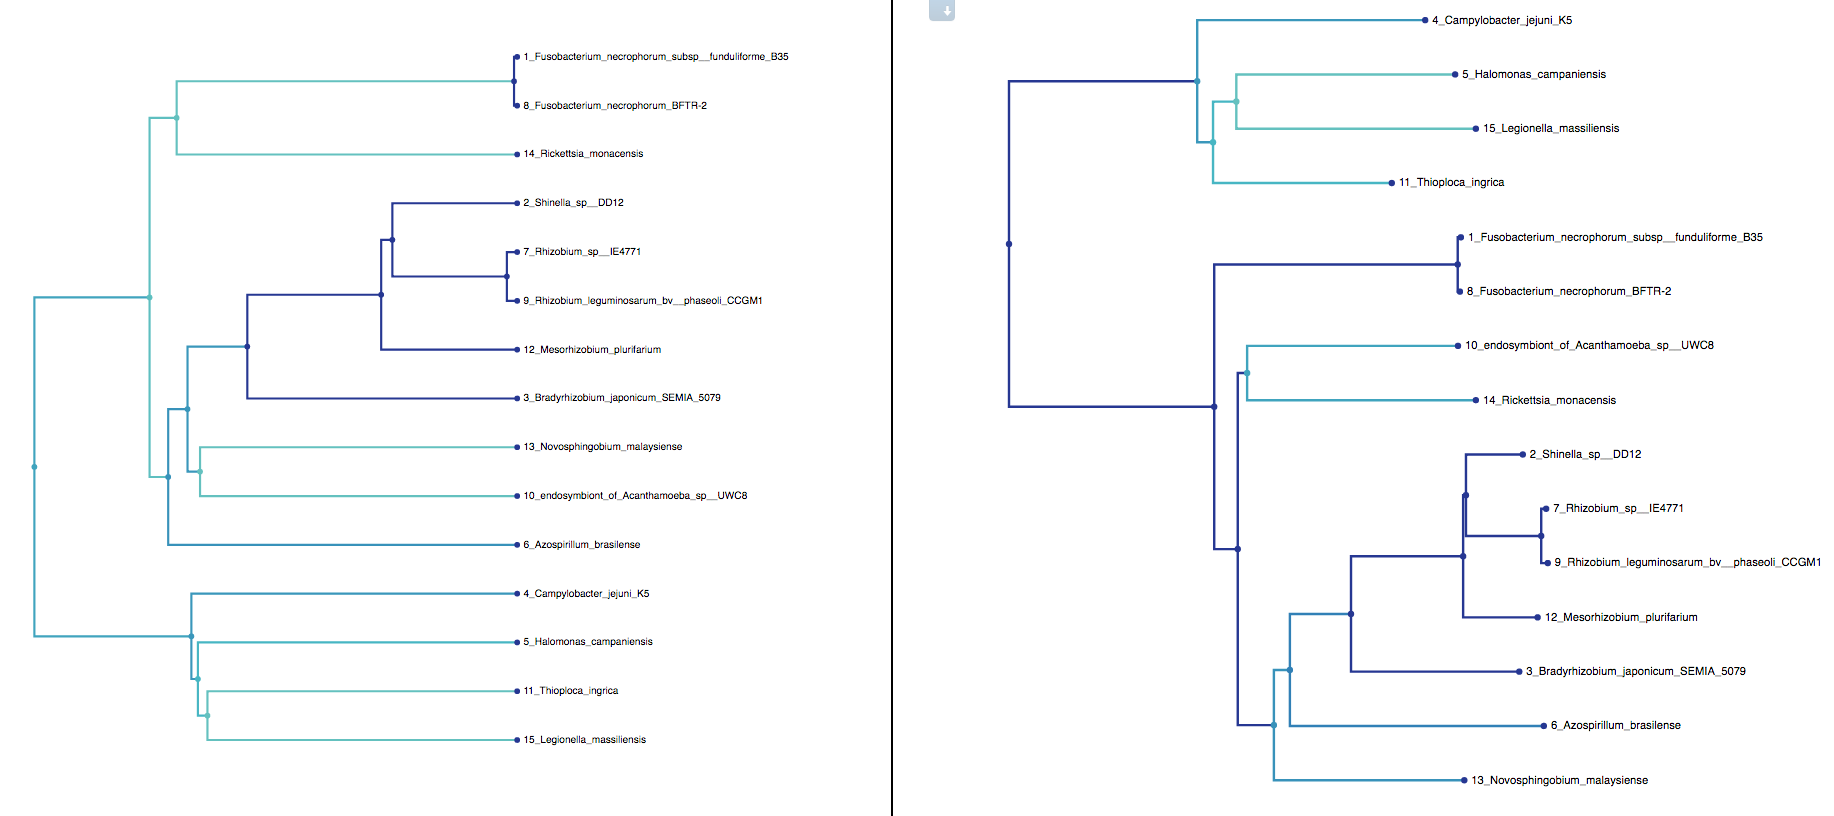 1_Fusobacterium_necrophorum_subsp__funduliforme_B35
8_Fusobacterium_necrophorum_BFTR-2
14_Rickettsia_monacensis
2_Shinella_sp__DD12
7_Rhizobium_sp__IE4771
9_Rhizobium_leguminosarum_bv__phaseoli_CCGM1
12_Mesorhizobium_plurifarium
3_Bradyrhizobium_japonicum_SEMIA_5079
13_Novosphingobium_malaysiense
10_endosymbiont_of_Acanthamoeba_sp__UWC8
6_Azospirillum_brasilense
4_Campylobacter_jejuni_K5
5_Halomonas_campaniensis
11_Thioploca_ingrica
15_Legionella_massiliensis
4_Campylobacter_jejuni_K5
5_Halomonas_campaniensis
15_Legionella_massiliensis
11_Thioploca_ingrica
1_Fusobacterium_necrophorum_subsp__funduliforme_B35
8_Fusobacterium_necrophorum_BFTR-2
10_endosymbiont_of_Acanthamoeba_sp__UWC8
14_Rickettsia_monacensis
2_Shinella_sp__DD12
7_Rhizobium_sp__IE4771
9_Rhizobium_leguminosarum_bv__phaseoli_CCGM1
12_Mesorhizobium_plurifarium
3_Bradyrhizobium_japonicum_SEMIA_5079
6_Azospirillum_brasilense
13_Novosphingobium_malaysiense